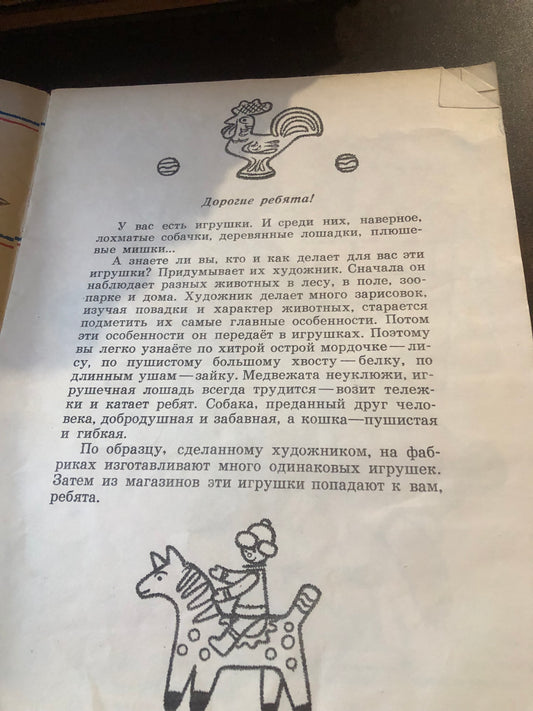 Дорогие ребята!
У вас есть игрушки. И среди них, наверное,
лохматые собачки, деревянные лошадки, плюше-
вые мишки...
А знаете ли вы, кто и как делает для вас эти
игрушки? Придумывает их художник. Сначала он
наблюдает разных животных в лесу, в поле, зоо-
парке и дома. Художник делает много зарисовок,
изучая повадки и характер животных, старается
подметить их самые главные особенности. Потом
эти особенности он передаёт в игрушках. Поэтому
вы легко узнаёте по хитрой острой мордочке — ли-
су, по пушистому большому хвосту — белку, по
длинным ушам — зайку. Медвежата неуклюжи, иг-
рушечная лошадь всегда трудится — возит тележ-
ки и катает ребят. Собака, преданный друг чело-
века, добродушная и забавная, а кошка — пушистая
и гибкая.
По образцу, сделанному художником, на фаб-
риках изготавливают много одинаковых игрушек.
Затем из магазинов эти игрушки попадают к вам,
ребята.